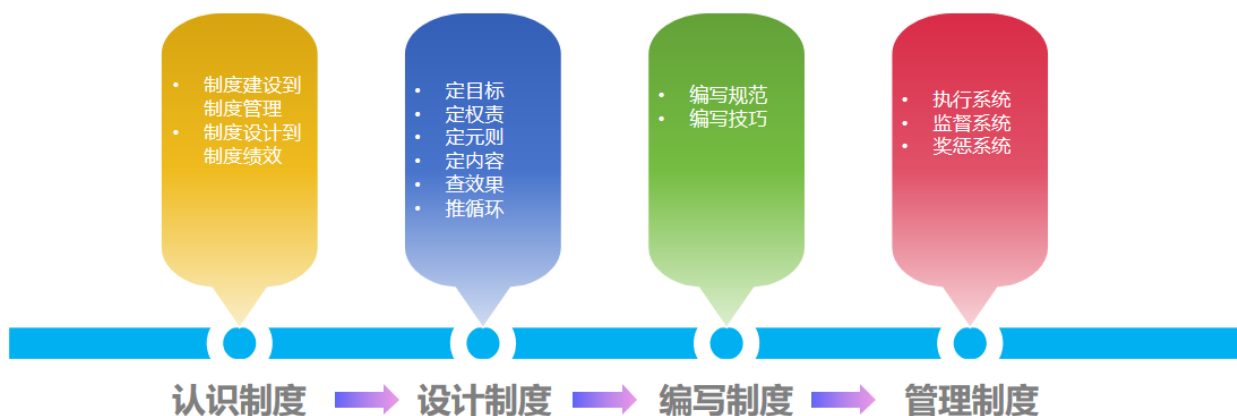 • 制度建设到
制度管理
• 制度设计到
制度绩效
• 定目标
• 定权责
• 定元则
• 定内容
• 查效果
• 推循环
• 编写规范
• 编写技巧
• 执行系统
• 监督系统
• 奖惩系统
认识制度 设计制度 编写制度 管理制度